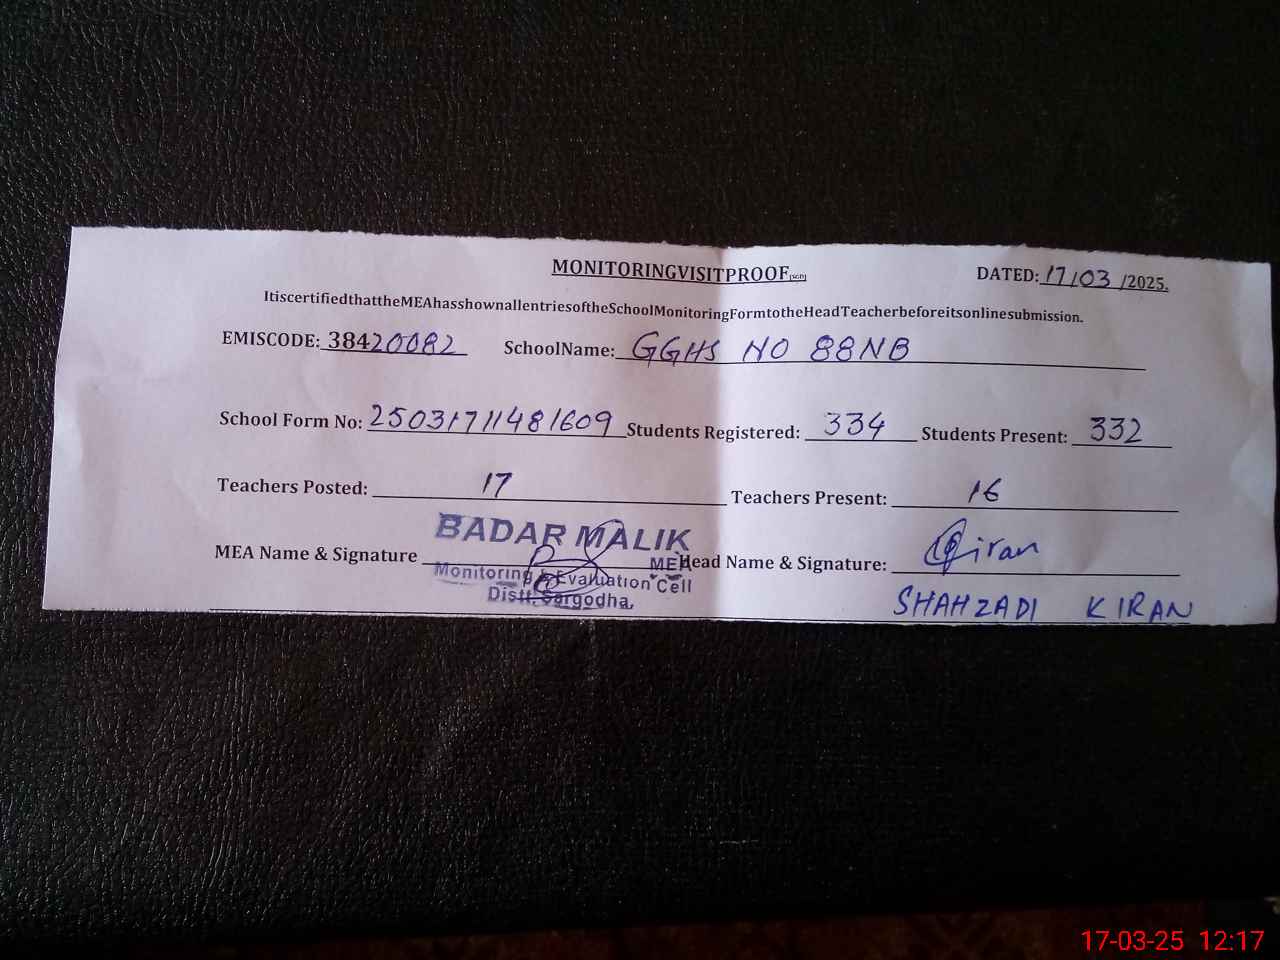 MONITORINGVISITPROOF
DATED: 17/03/2025.
ItiscertifiedthattheMEAhasshownallentriesoftheSchoolMonitoringFormtotheHeadTeacherbeforeitsonlinesubmission.
EMISCODE: 38420082 SchoolName: GGHS NO 88NB
School Form No: 25031711481609 Students Registered: 334 Students Present: 332
Teachers Posted: 17 Teachers Present: 16
BADAR MALIK
MEA Name & Signature MEA Head Name & Signature: Kiran
Monitoring & Evaluation Cell
Distt. Sargodha.
SHAHZADI KIRAN
17-03-25 12:17